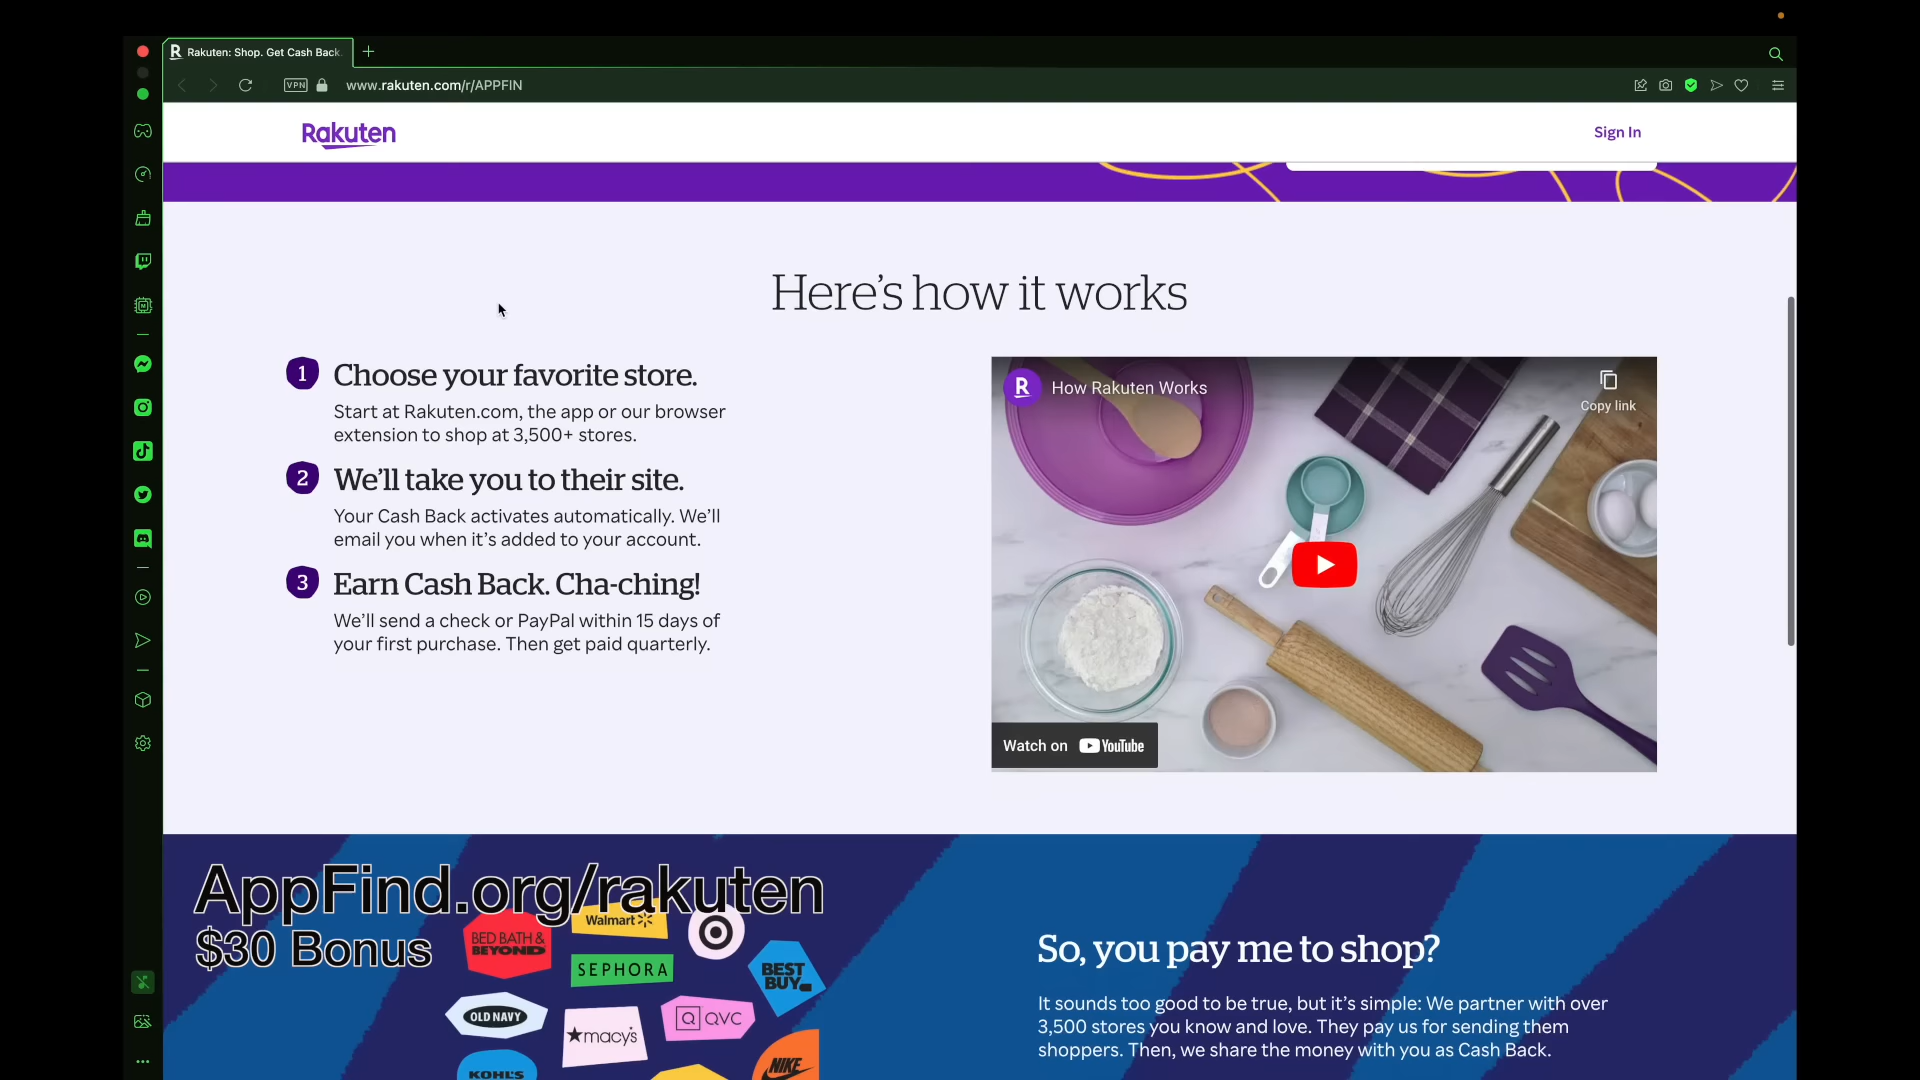 Rakuten: Shop. Get Cash Back.
VPN
www.rakuten.com/r/APPFIN
Rakuten
Sign In
Here's how it works
1
Choose your favorite store.
Start at Rakuten.com, the app or our browser
extension to shop at 3,500+ stores.
2
We'll take you to their site.
Your Cash Back activates automatically. We'll
email you when it's added to your account.
3
Earn Cash Back. Cha-ching!
We'll send a check or PayPal within 15 days of
your first purchase. Then get paid quarterly.
R
How Rakuten Works
Copy link
Watch on YouTube
AppFind.org/rakuten
$30 Bonus
Walmart
BED BATH &
BEYOND
SEPHORA
BEST
BUY
OLD NAVY
macy's
Q QVC
KOHL'S
NIKE
So, you pay me to shop?
It sounds too good to be true, but it's simple: We partner with over
3,500 stores you know and love. They pay us for sending them
shoppers. Then, we share the money with you as Cash Back.